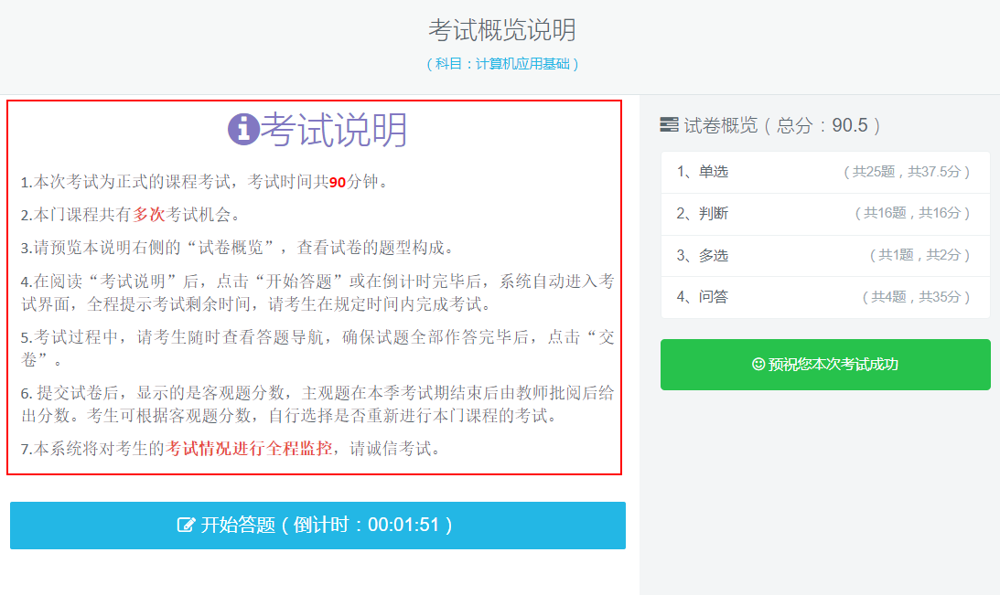 考试概览说明
（科目：计算机应用基础）
考试说明
1.本次考试为正式的课程考试，考试时间共90分钟。
2.本门课程共有多次考试机会。
3.请预览本说明右侧的“试卷概览”，查看试卷的题型构成。
4.在阅读“考试说明”后，点击“开始答题”或在倒计时完毕后，系统自动进入考
试界面，全程提示考试剩余时间，请考生在规定时间内完成考试。
5.考试过程中，请考生随时查看答题导航，确保试题全部作答完毕后，点击“交
卷”。
6. 提交试卷后，显示的是客观题分数，主观题在本季考试期结束后由教师批阅后给
出分数。考生可根据客观题分数，自行选择是否重新进行本门课程的考试。
7.本系统将对考生的考试情况进行全程监控，请诚信考试。
开始答题（倒计时：00:01:51）
试卷概览（总分：90.5）
1、单选 （共25题，共37.5分）
2、判断 （共16题，共16分）
3、多选 （共1题，共2分）
4、问答 （共4题，共35分）
预祝您本次考试成功